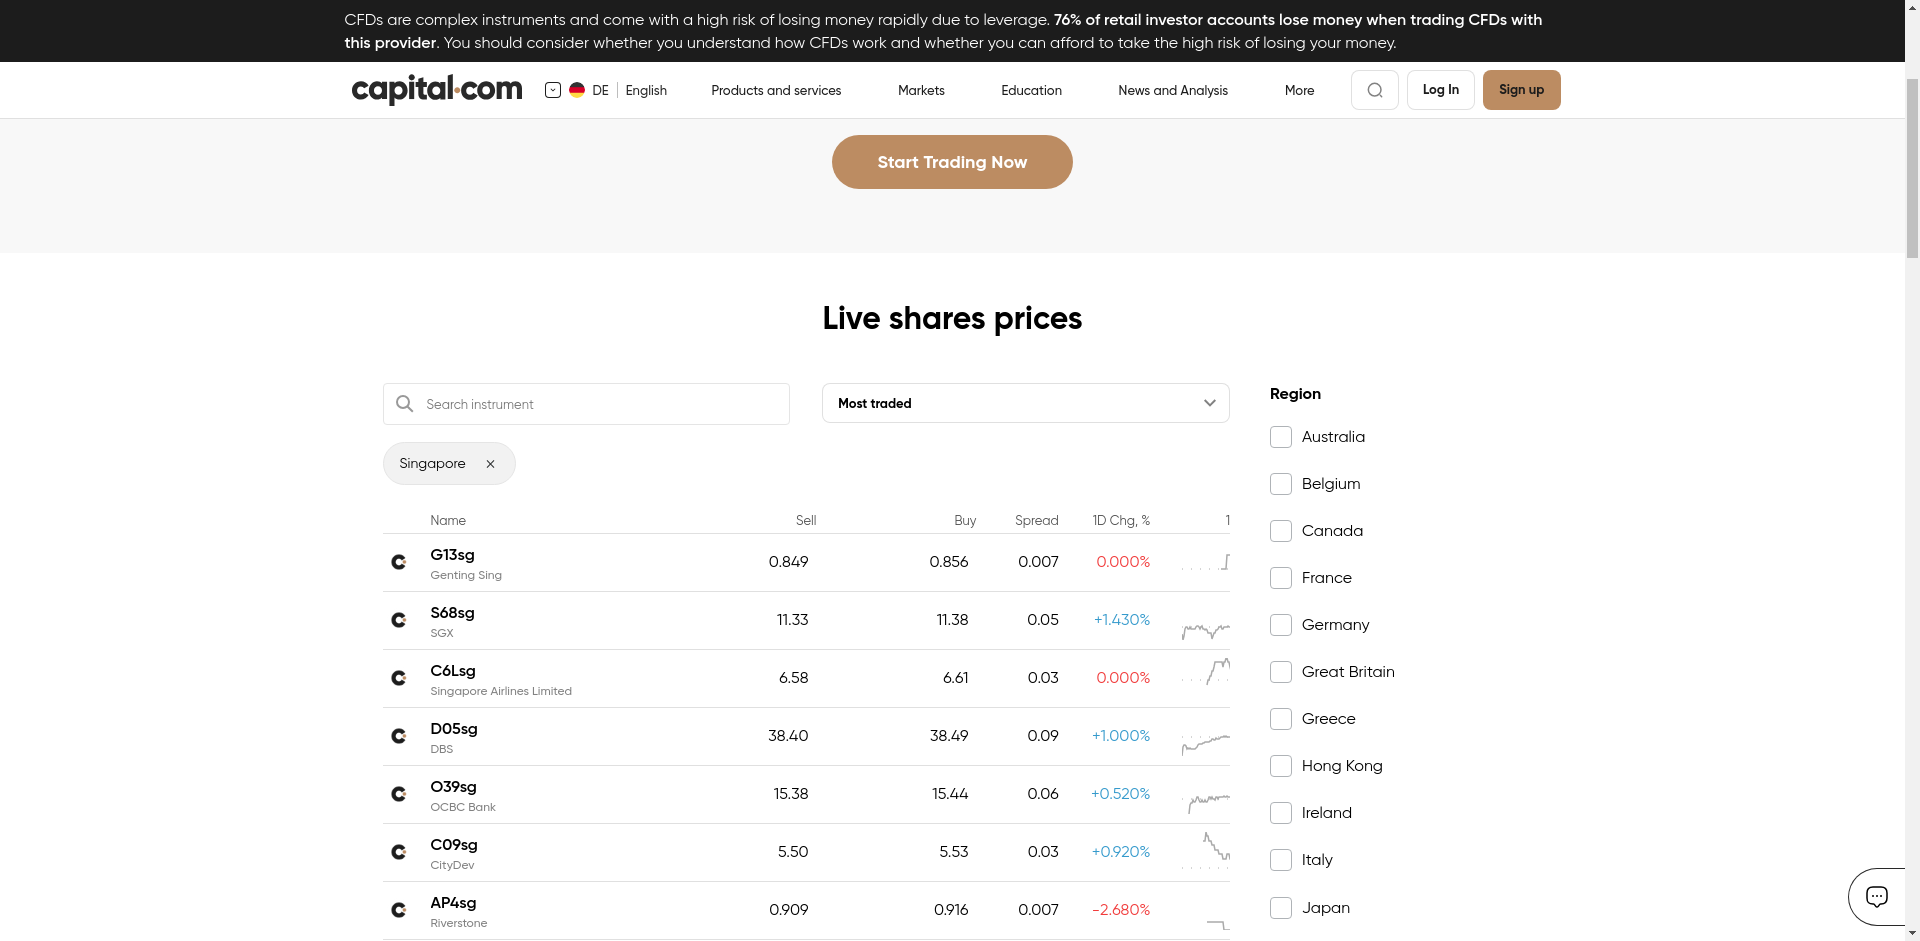 CFDs are complex instruments and come with a high risk of losing money rapidly due to leverage. 76% of retail investor accounts lose money when trading CFDs with
this provider. You should consider whether you understand how CFDs work and whether you can afford to take the high risk of losing your money.
capital.com DE English Products and services Markets Education News and Analysis More Log In Sign up
Start Trading Now
Live shares prices
Search instrument
Most traded
Singapore
Name Sell Buy Spread 1D Chg, % 1
G13sg 0.849 0.856 0.007 0.000%
Genting Sing
S68sg 11.33 11.38 0.05 +1.430%
SGX
C6Lsg 6.58 6.61 0.03 0.000%
Singapore Airlines Limited
D05sg 38.40 38.49 0.09 +1.000%
DBS
O39sg 15.38 15.44 0.06 +0.520%
OCBC Bank
C09sg 5.50 5.53 0.03 +0.920%
CityDev
AP4sg 0.909 0.916 0.007 -2.680%
Riverstone
Region
Australia
Belgium
Canada
France
Germany
Great Britain
Greece
Hong Kong
Ireland
Italy
Japan